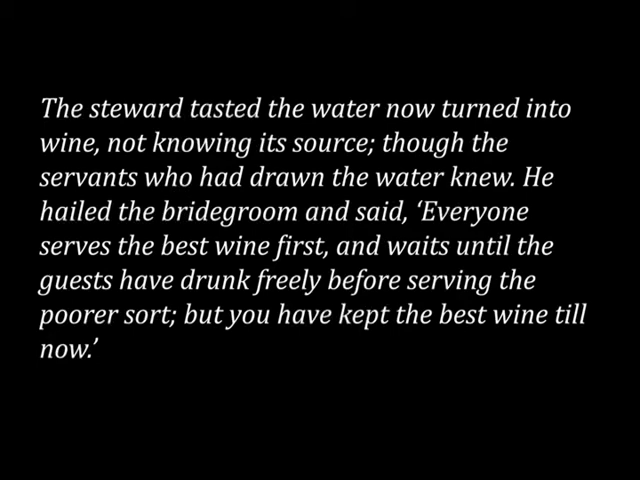 The steward tasted the water now turned into
wine, not knowing its source; though the
servants who had drawn the water knew. He
hailed the bridegroom and said, ‘Everyone
serves the best wine first, and waits until the
guests have drunk freely before serving the
poorer sort; but you have kept the best wine till
now.’